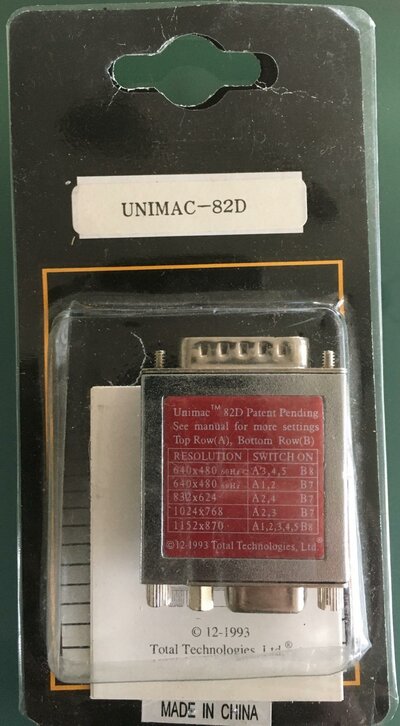 UNIMAC-82D
Unimac™ 82D Patent Pending
See manual for more settings
Top Row(A), Bottom Row(B)
RESOLUTION SWITCH ON
640x480 A3,4,5 B8
640x480 A1,2 B7
832x624 A2,4 B7
1024x768 A2,3 B7
1152x870 A1,2,3,4,5 B8
©12-1993 Total Technologies, Ltd.®
© 12-1993
Total Technologies, Ltd.®
MADE IN CHINA